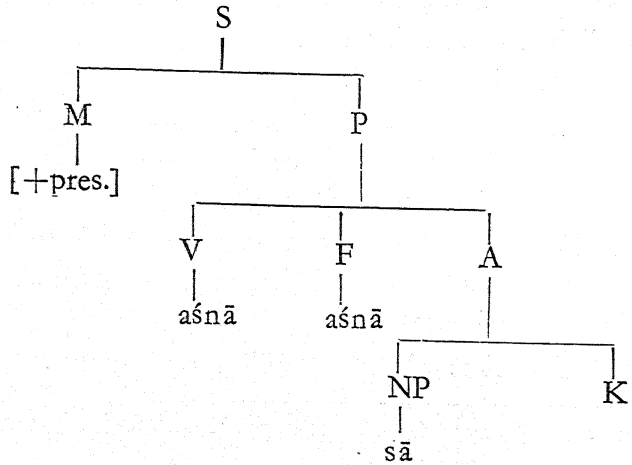 S
M P
[+pres.]
V F A
aśnā aśnā
NP K
sā